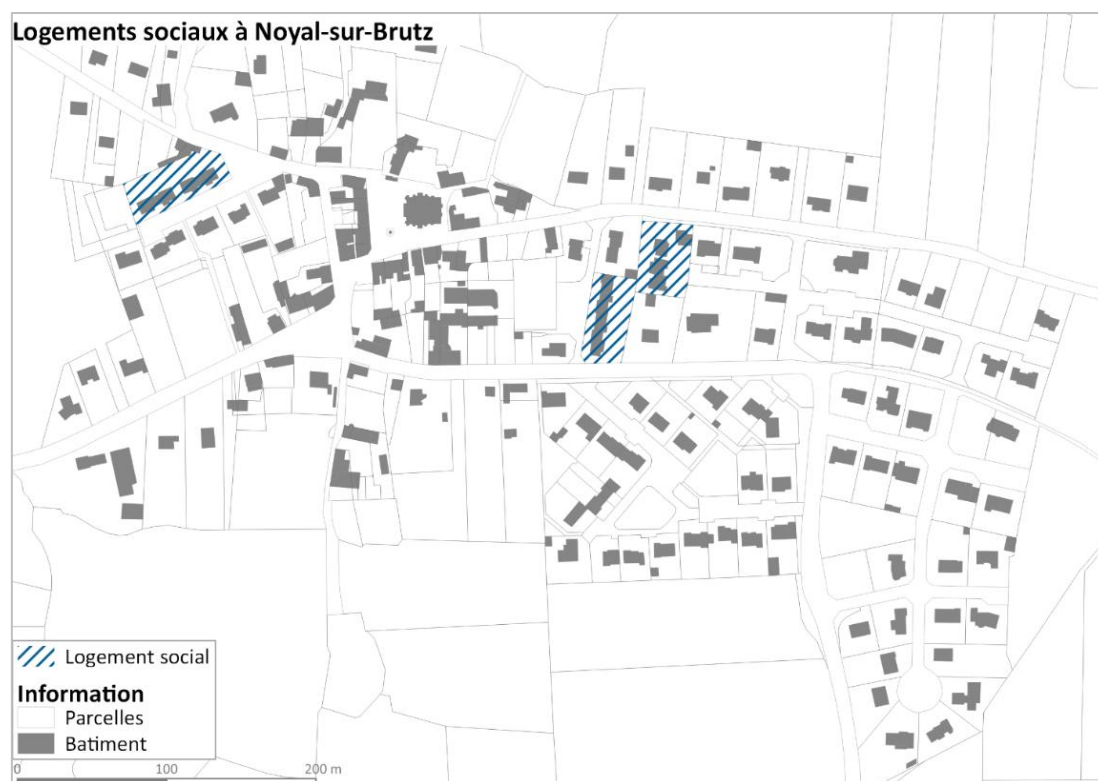 Logements sociaux à Noyal-sur-Brutz
Logement social
Information
Parcelles
Batiment
0 100 200 m